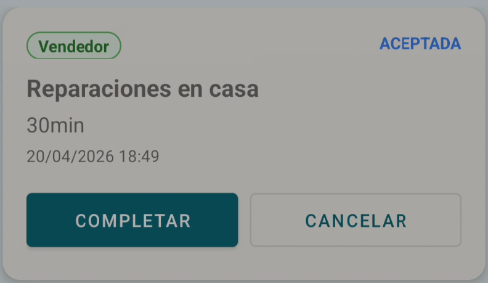 Vendedor
ACEPTADA
Reparaciones en casa
30min
20/04/2026 18:49
COMPLETAR
CANCELAR